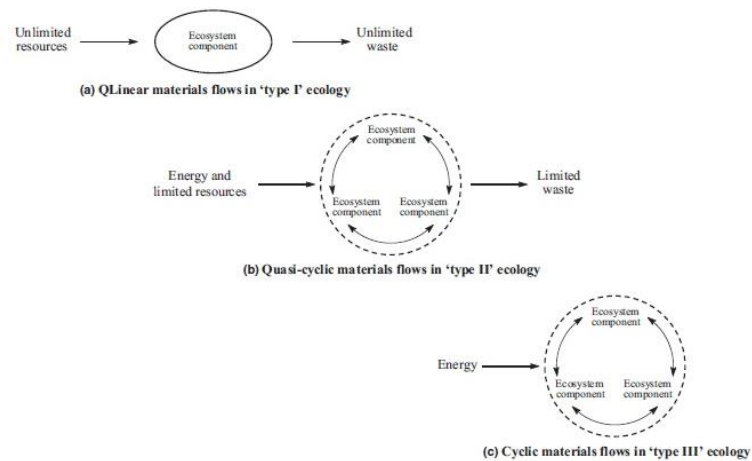 Unlimited
resources
Ecosystem
component
Unlimited
waste
(a) QLinear materials flows in ‘type I’ ecology
Ecosystem
component
Energy and
limited resources
Ecosystem
component
Ecosystem
component
Limited
waste
(b) Quasi-cyclic materials flows in ‘type II’ ecology
Ecosystem
component
Energy
Ecosystem
component
Ecosystem
component
(c) Cyclic materials flows in ‘type III’ ecology